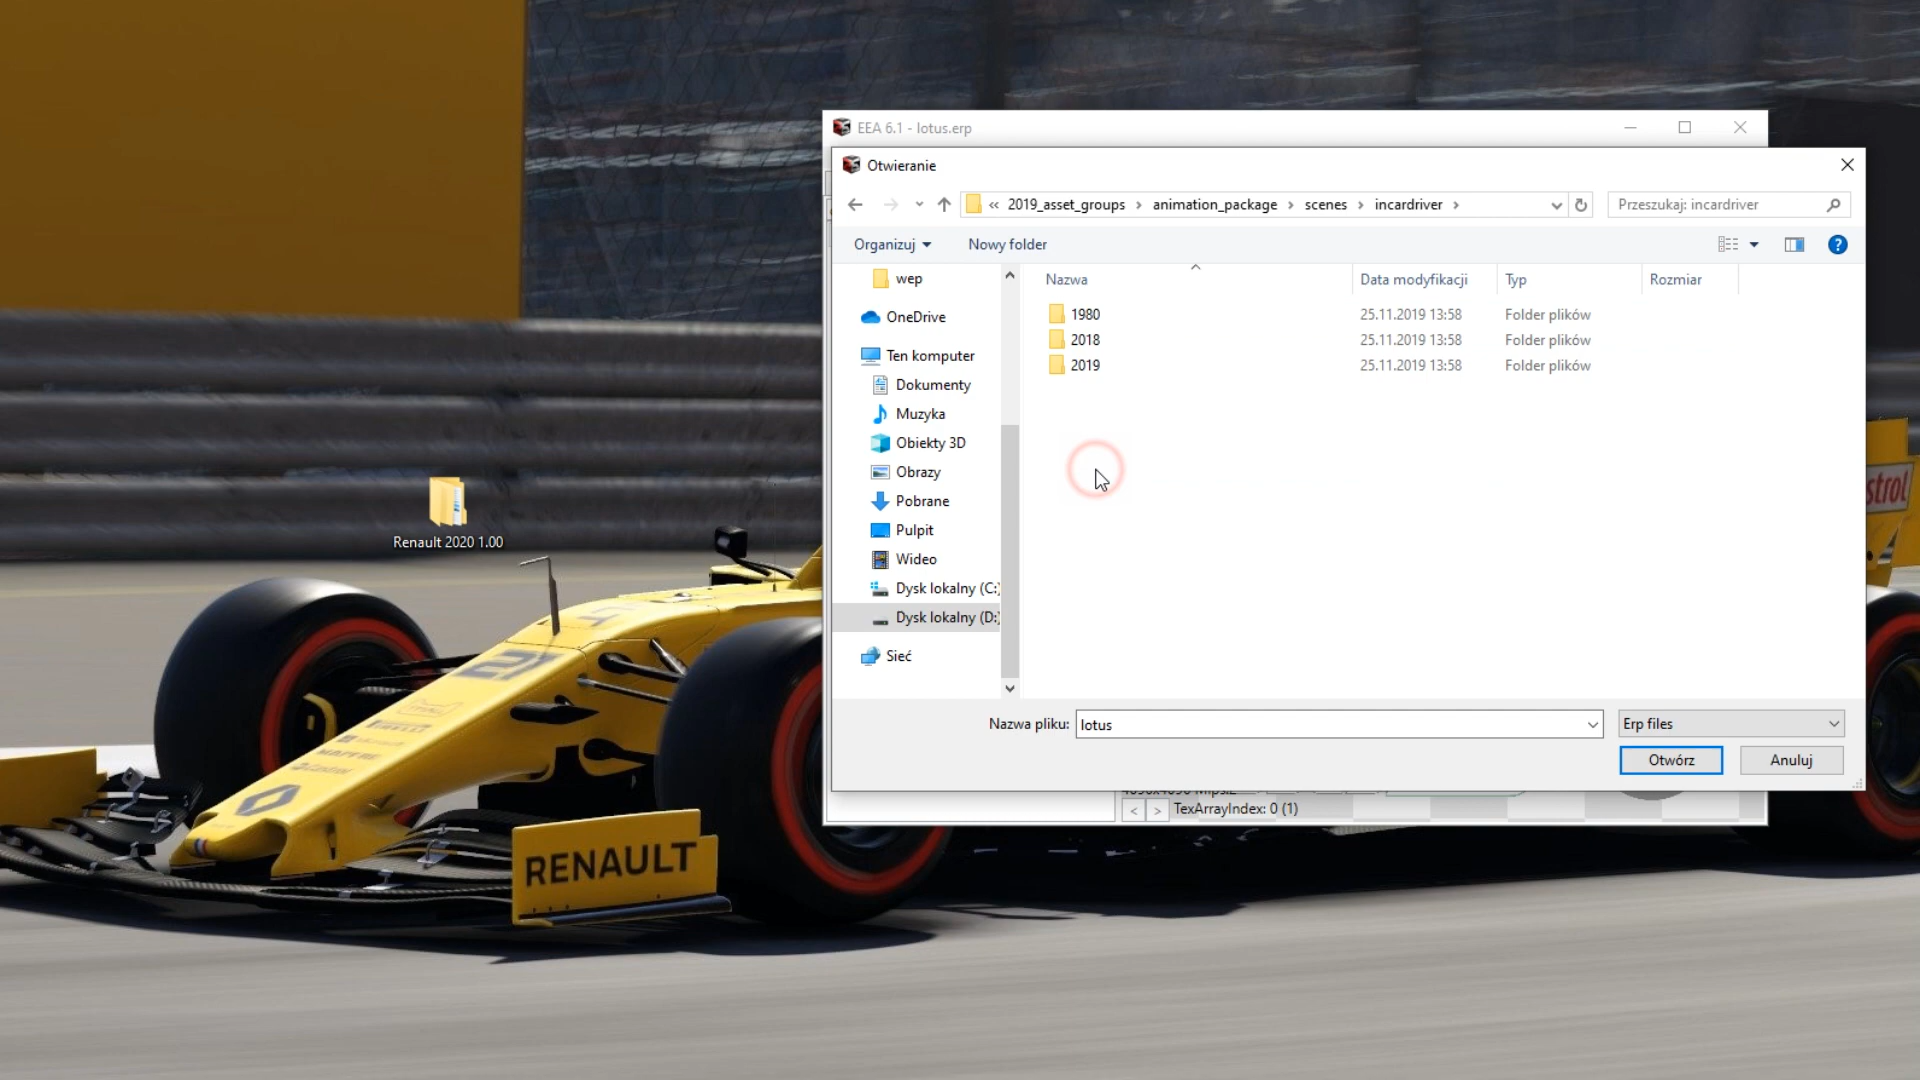 EEA 6.1 - lotus.erp
Otwieranie
« 2019_asset_groups › animation_package › scenes › incardriver ›
Przeszukaj: incardriver
Organizuj
Nowy folder
wep
OneDrive
Ten komputer
Dokumenty
Muzyka
Obiekty 3D
Obrazy
Pobrane
Pulpit
Wideo
Dysk lokalny (C:)
Dysk lokalny (D:)
Sieć
Nazwa Data modyfikacji Typ Rozmiar
1980 25.11.2019 13:58 Folder plików
2018 25.11.2019 13:58 Folder plików
2019 25.11.2019 13:58 Folder plików
Nazwa pliku: lotus
Erp files
Otwórz
Anuluj
TexArrayIndex: 0 (1)
Renault 2020 1.00
RENAULT
strol